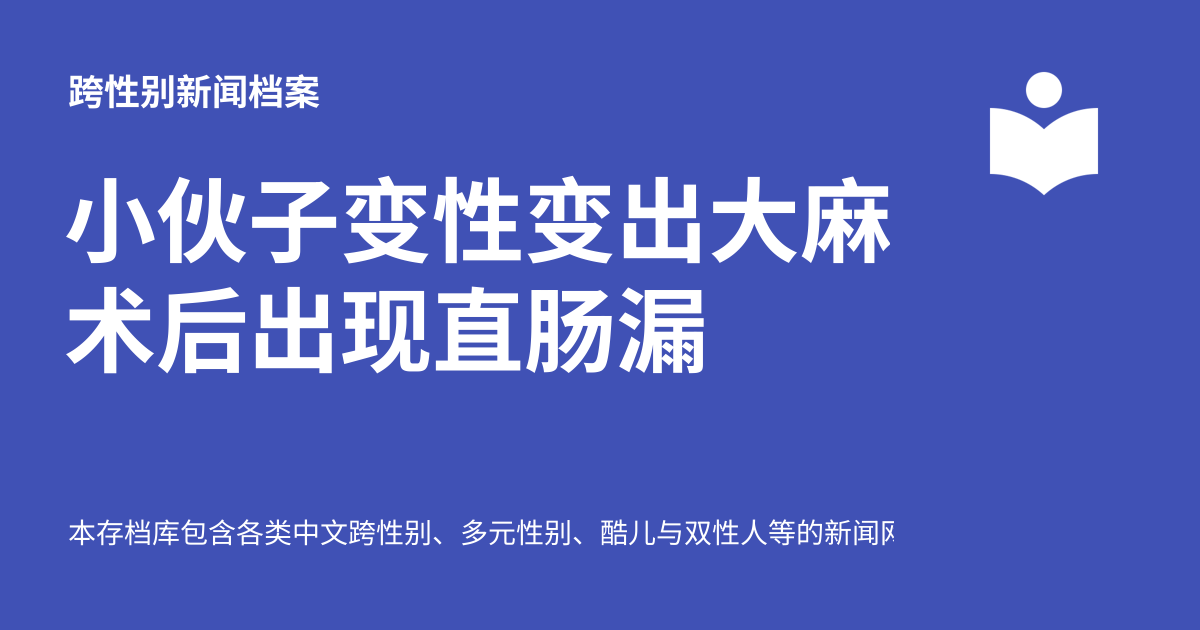 跨性别新闻档案
小伙子变性变出大麻
术后出现直肠漏
本存档库包含各类中文跨性别、多元性别、酷儿与双性人等的新闻网